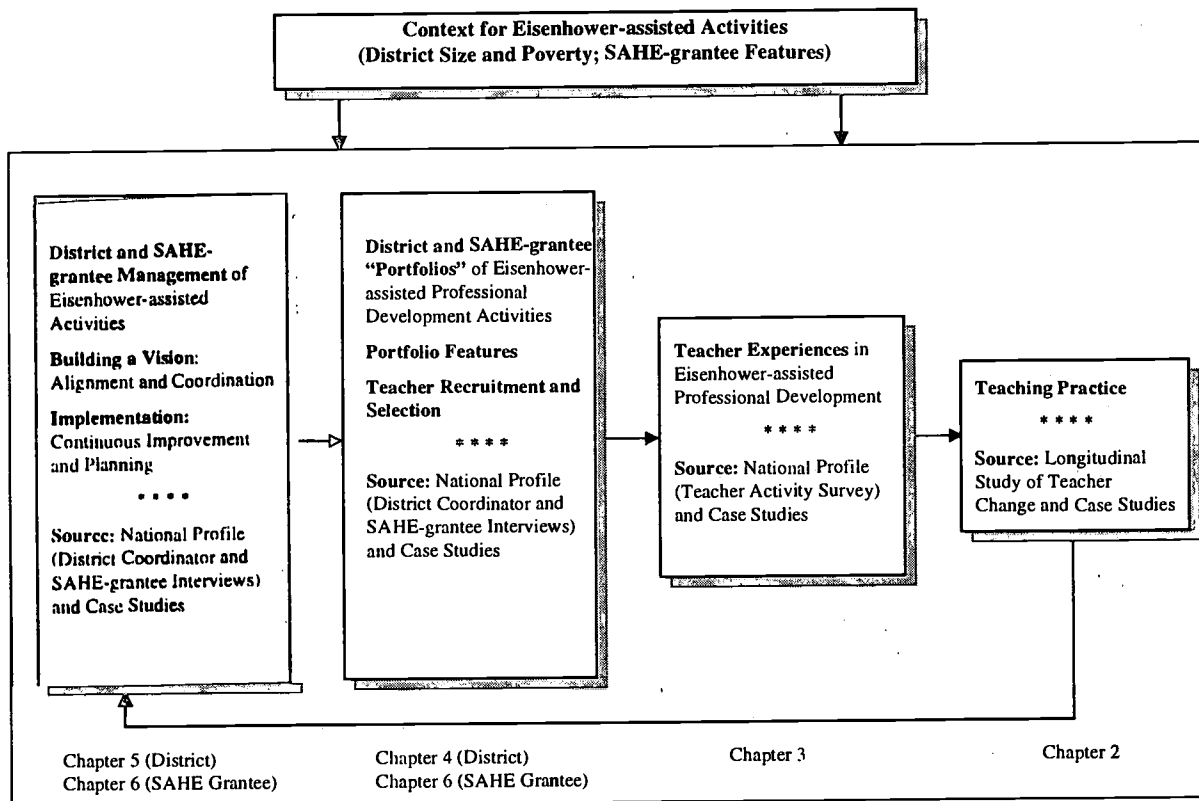 Context for Eisenhower-assisted Activities
(District Size and Poverty; SAHE-grantee Features)
District and SAHE-
grantee Management of
Eisenhower-assisted
Activities
Building a Vision:
Alignment and Coordination
Implementation:
Continuous Improvement
and Planning
* * * *
Source: National Profile
(District Coordinator and
SAHE-grantee Interviews)
and Case Studies
District and SAHE-grantee
“Portfolios” of Eisenhower-
assisted Professional
Development Activities
Portfolio Features
Teacher Recruitment and
Selection
* * * *
Source: National Profile
(District Coordinator and
SAHE-grantee Interviews)
and Case Studies
Teacher Experiences in
Eisenhower-assisted
Professional Development
* * * *
Source: National Profile
(Teacher Activity Survey)
and Case Studies
Teaching Practice
* * * *
Source: Longitudinal
Study of Teacher
Change and Case Studies
Chapter 5 (District)
Chapter 6 (SAHE Grantee)
Chapter 4 (District)
Chapter 6 (SAHE Grantee)
Chapter 3
Chapter 2